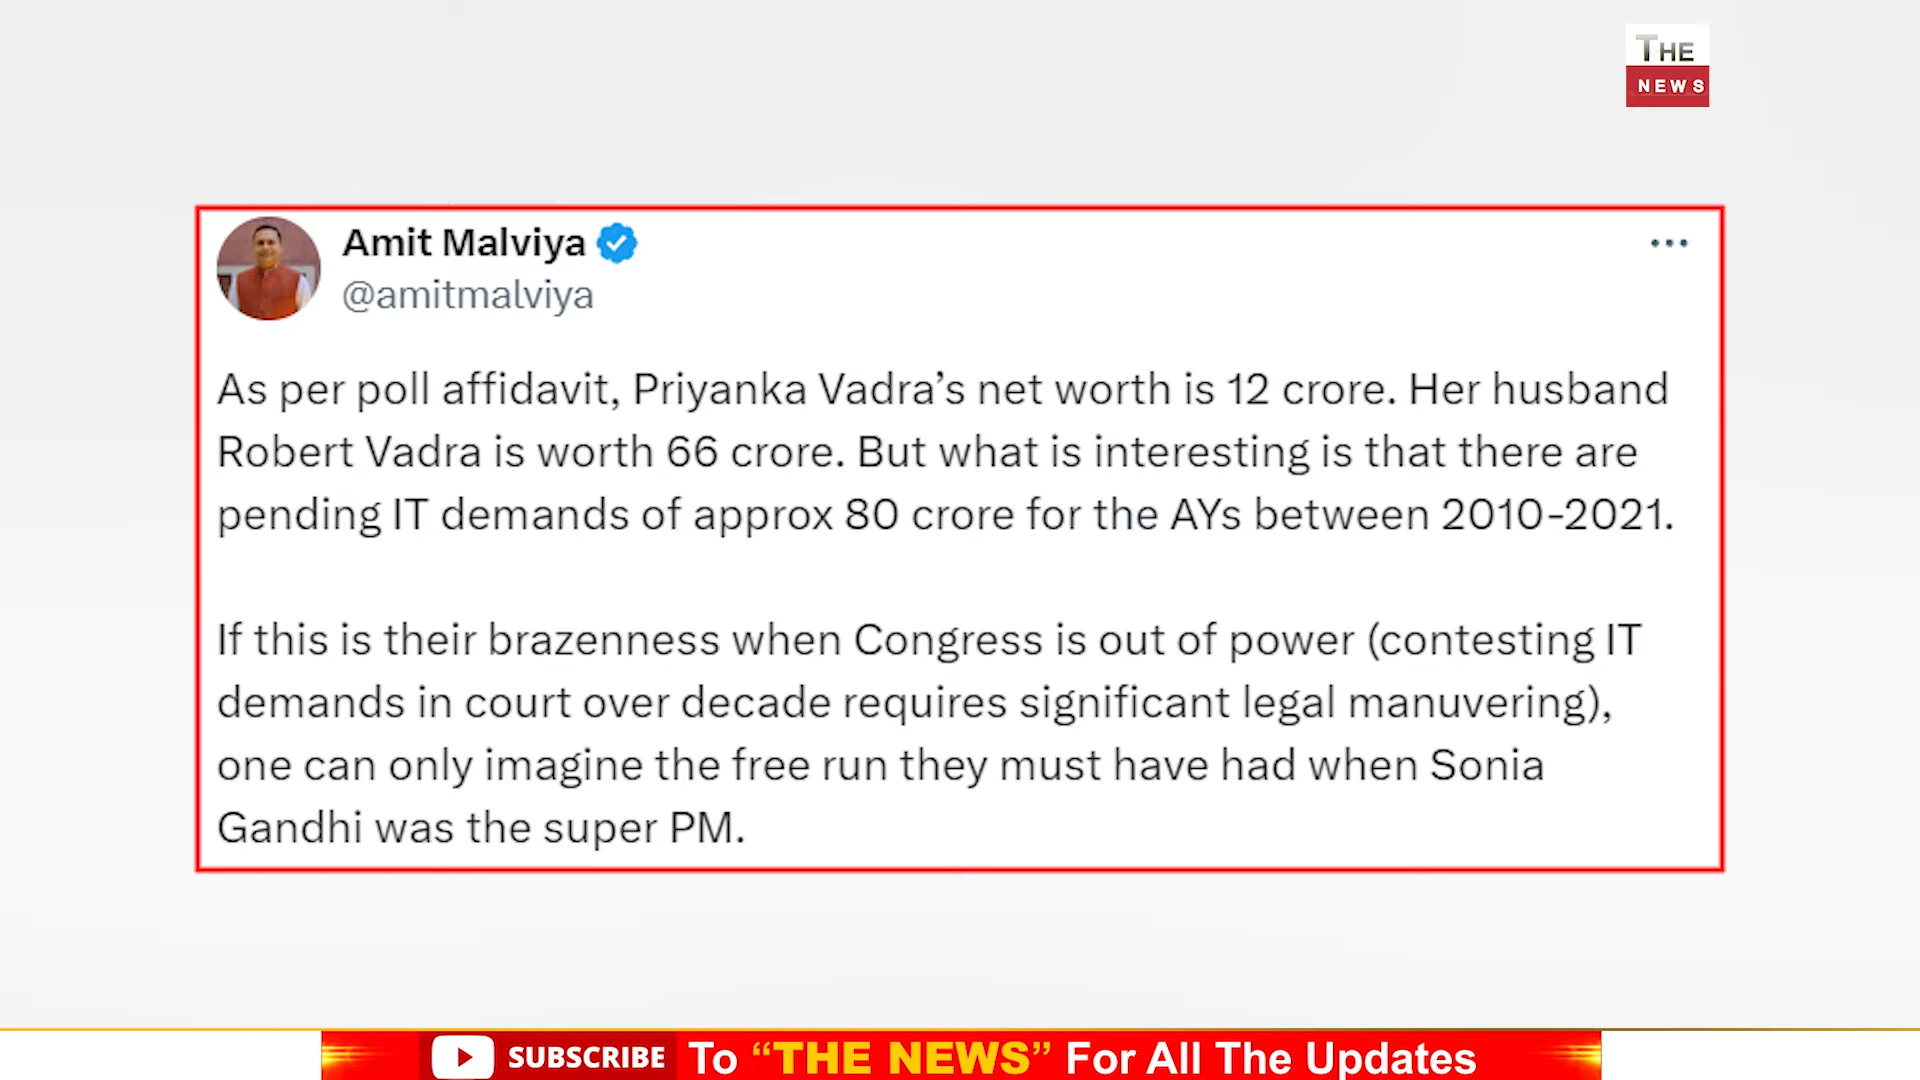 THE
NEWS
Amit Malviya
@amitmalviya
As per poll affidavit, Priyanka Vadra’s net worth is 12 crore. Her husband
Robert Vadra is worth 66 crore. But what is interesting is that there are
pending IT demands of approx 80 crore for the AYs between 2010-2021.
If this is their brazenness when Congress is out of power (contesting IT
demands in court over decade requires significant legal manuvering),
one can only imagine the free run they must have had when Sonia
Gandhi was the super PM.
SUBSCRIBE To “THE NEWS” For All The Updates